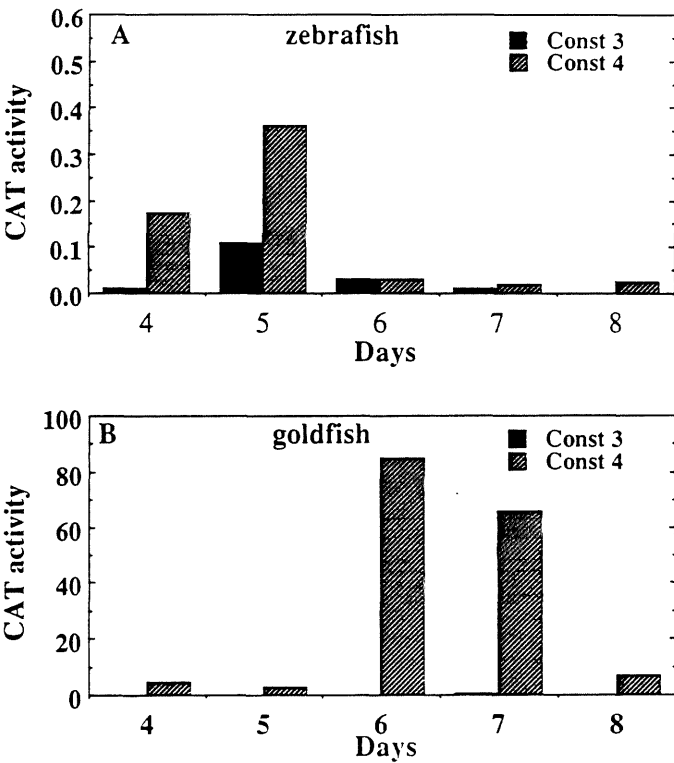 A zebrafish
Const 3
Const 4
CAT activity
0.6
0.5
0.4
0.3
0.2
0.1
0.0
4 5 6 7 8
Days
B goldfish
Const 3
Const 4
CAT activity
100
80
60
40
20
0
4 5 6 7 8
Days